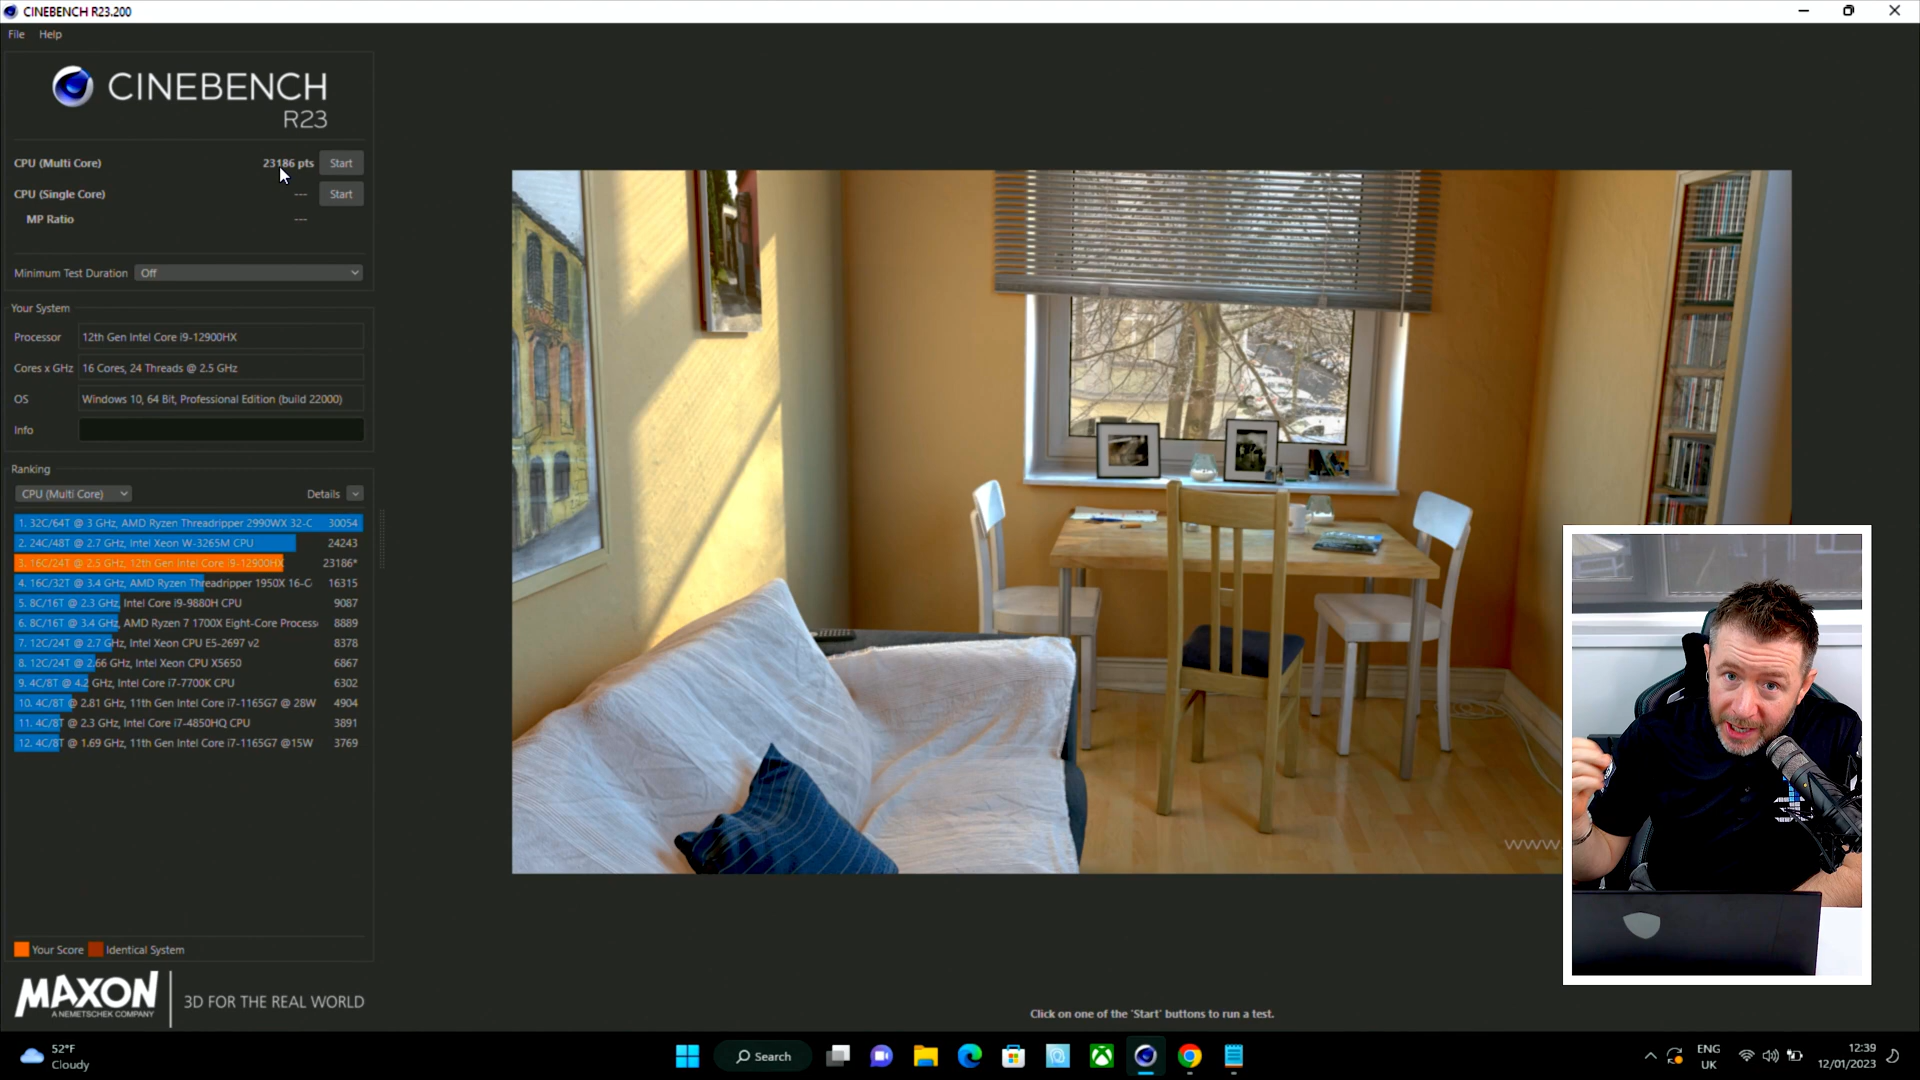 CINEBENCH R23.200
File Help
CINEBENCH
R23
CPU (Multi Core) 23186 pts Start
CPU (Single Core) --- Start
MP Ratio ---
Minimum Test Duration Off
Your System
Processor 12th Gen Intel Core i9-12900HX
Cores x GHz 16 Cores, 24 Threads @ 2.5 GHz
OS Windows 10, 64 Bit, Professional Edition (build 22000)
Info
Ranking
CPU (Multi Core) Details
1. 32C/64T @ 3 GHz, AMD Ryzen Threadripper 2990WX 32-C 30054
2. 24C/48T @ 2.7 GHz, Intel Xeon W-3265M CPU 24243
3. 16C/24T @ 2.5 GHz, 12th Gen Intel Core i9-12900HX 23186*
4. 16C/32T @ 3.4 GHz, AMD Ryzen Threadripper 1950X 16-C 16315
5. 8C/16T @ 2.3 GHz, Intel Core i9-9880H CPU 9087
6. 8C/16T @ 3.4 GHz, AMD Ryzen 7 1700X Eight-Core Process 8889
7. 12C/24T @ 2.7 GHz, Intel Xeon CPU E5-2697 v2 8378
8. 12C/24T @ 2.66 GHz, Intel Xeon CPU X5650 6867
9. 4C/8T @ 4.2 GHz, Intel Core i7-7700K CPU 6302
10. 4C/8T @ 2.81 GHz, 11th Gen Intel Core i7-1165G7 @ 28W 4904
11. 4C/8T @ 2.3 GHz, Intel Core i7-4850HQ CPU 3891
12. 4C/8T @ 1.69 GHz, 11th Gen Intel Core i7-1165G7 @15W 3769
Your Score Identical System
MAXON
A NEMETSCHEK COMPANY
3D FOR THE REAL WORLD
www
Click on one of the 'Start' buttons to run a test.
52°F
Cloudy
Search
ENG
UK
12:39
12/01/2023